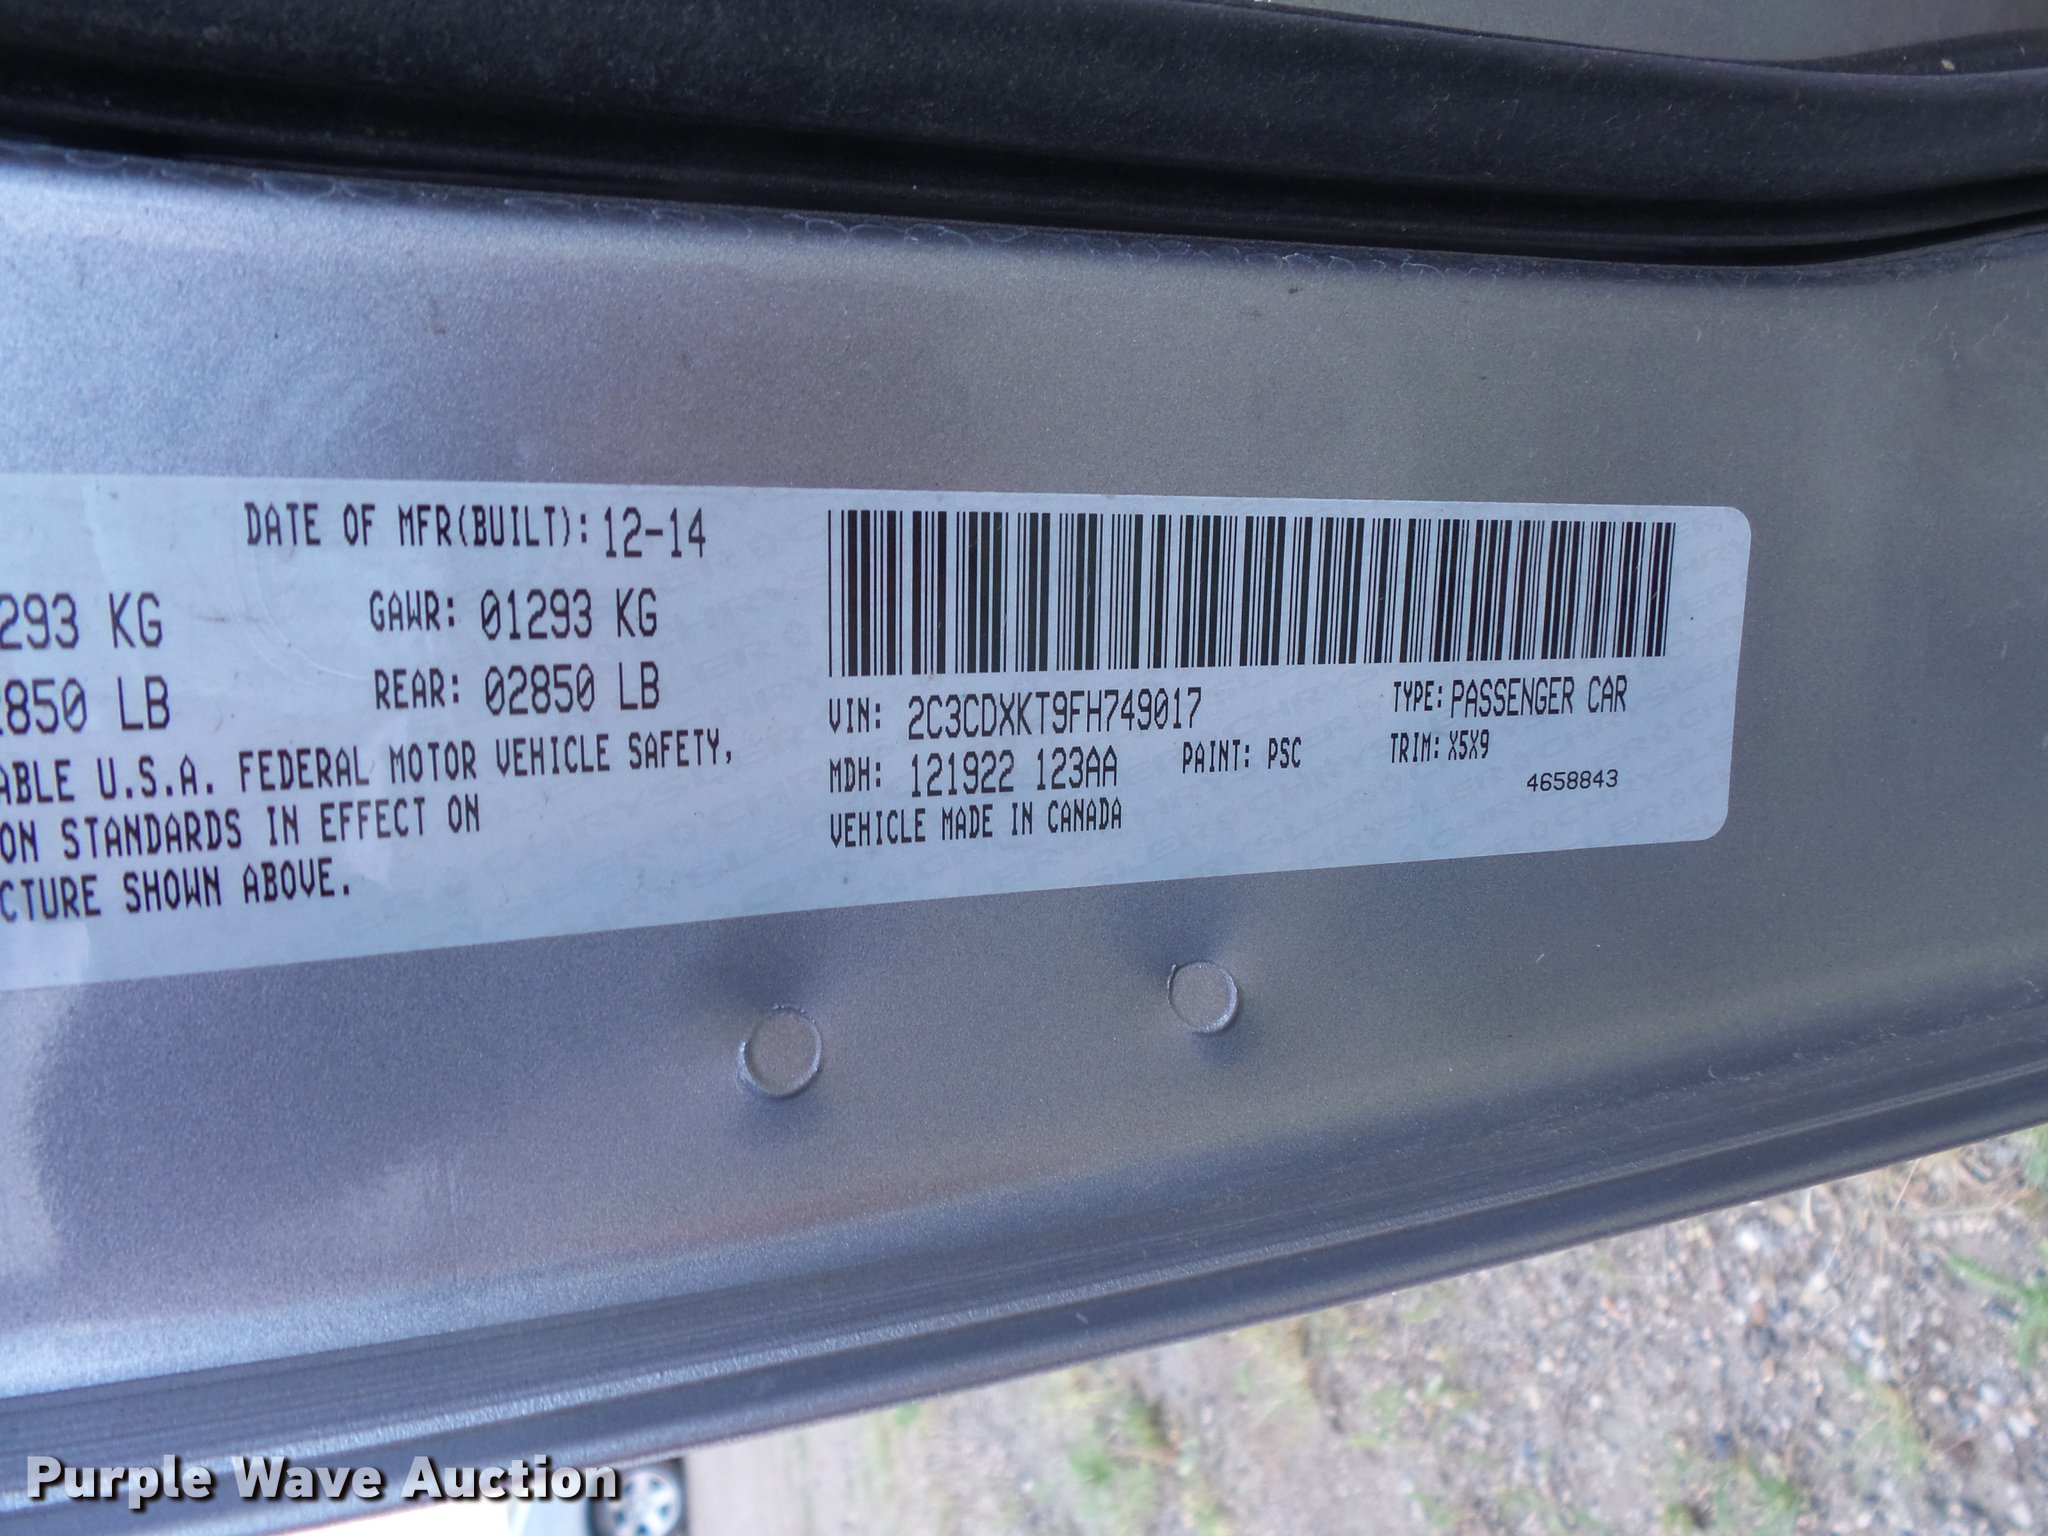 DATE OF MFR(BUILT): 12-14
293 KG GAWR: 01293 KG
850 LB REAR: 02850 LB
ABLE U.S.A. FEDERAL MOTOR VEHICLE SAFETY,
ON STANDARDS IN EFFECT ON
CTURE SHOWN ABOVE.
VIN: 2C3CDXKT9FH749017 TYPE: PASSENGER CAR
MDH: 121922 123AA PAINT: PSC TRIM: X5X9
4658843
VEHICLE MADE IN CANADA
Purple Wave Auction